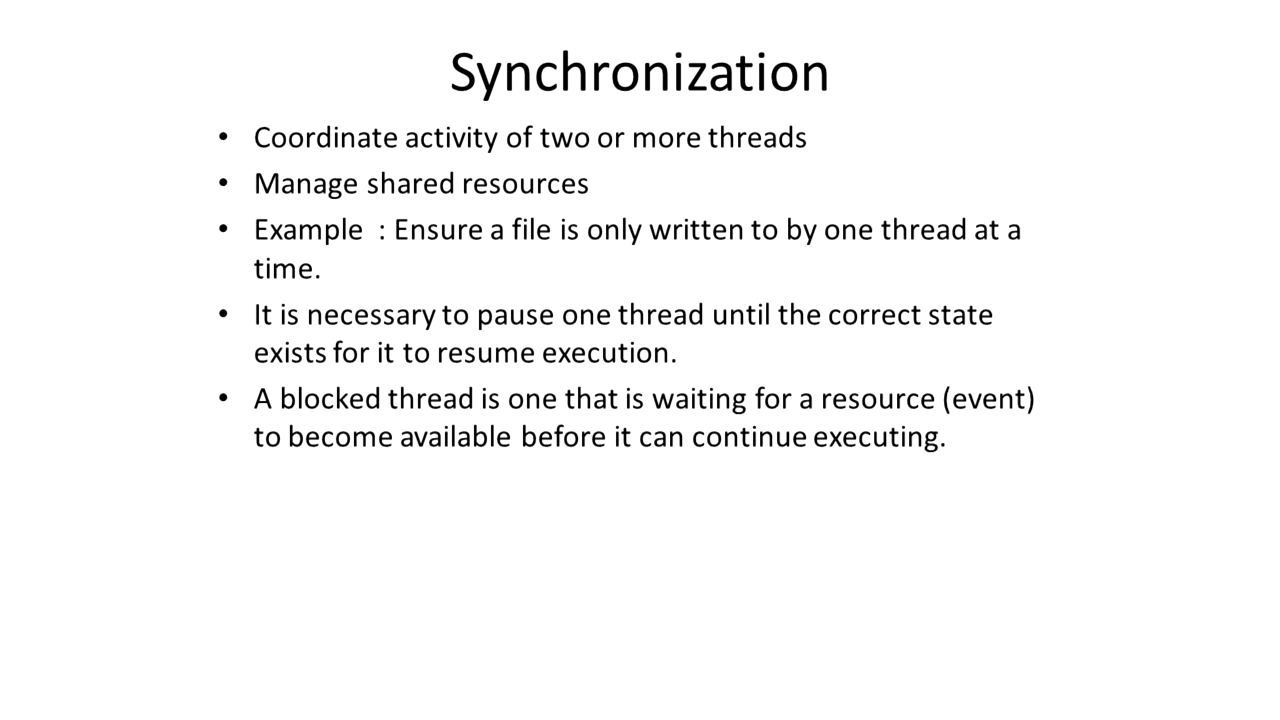 Synchronization
• Coordinate activity of two or more threads
• Manage shared resources
• Example : Ensure a file is only written to by one thread at a
time.
• It is necessary to pause one thread until the correct state
exists for it to resume execution.
• A blocked thread is one that is waiting for a resource (event)
to become available before it can continue executing.